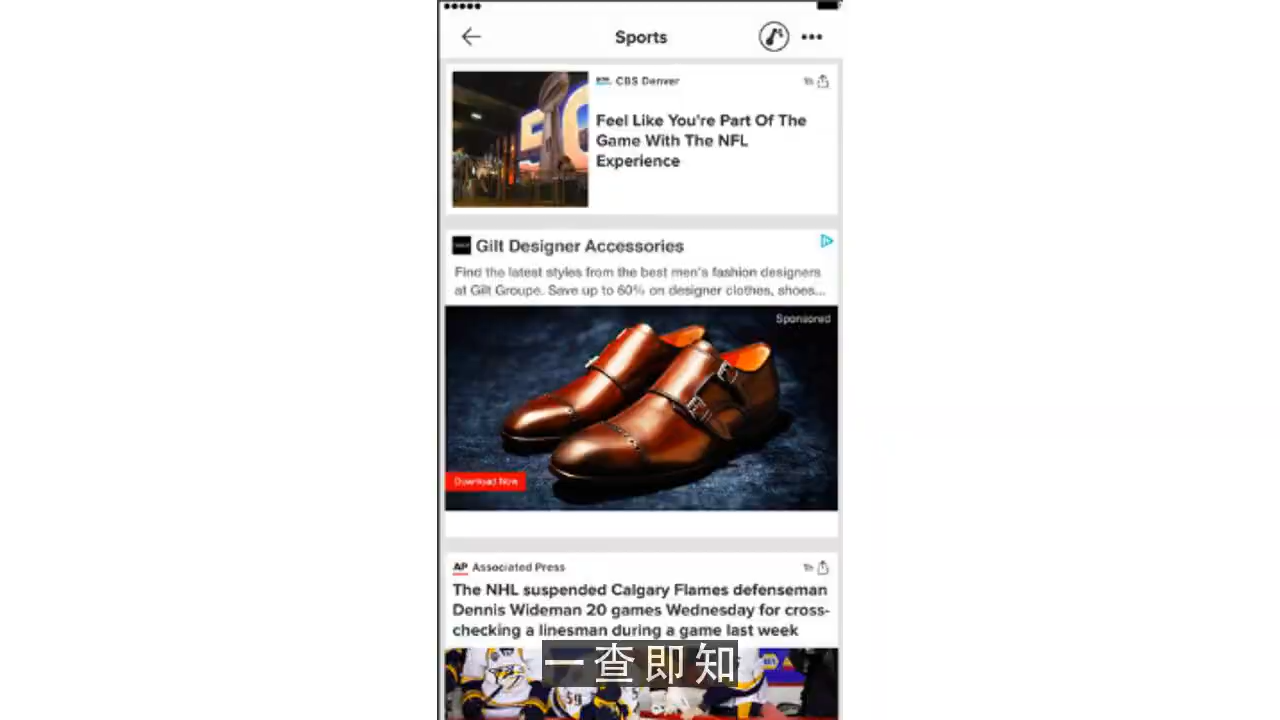 Sports
CBS Denver
Feel Like You're Part Of The
Game With The NFL
Experience
Gilt Designer Accessories
Find the latest styles from the best men's fashion designers
at Gilt Groupe. Save up to 60% on designer clothes, shoes...
Sponsored
Download Now
AP Associated Press
The NHL suspended Calgary Flames defenseman
Dennis Wideman 20 games Wednesday for cross-
checking a linesman during a game last week
一查即知